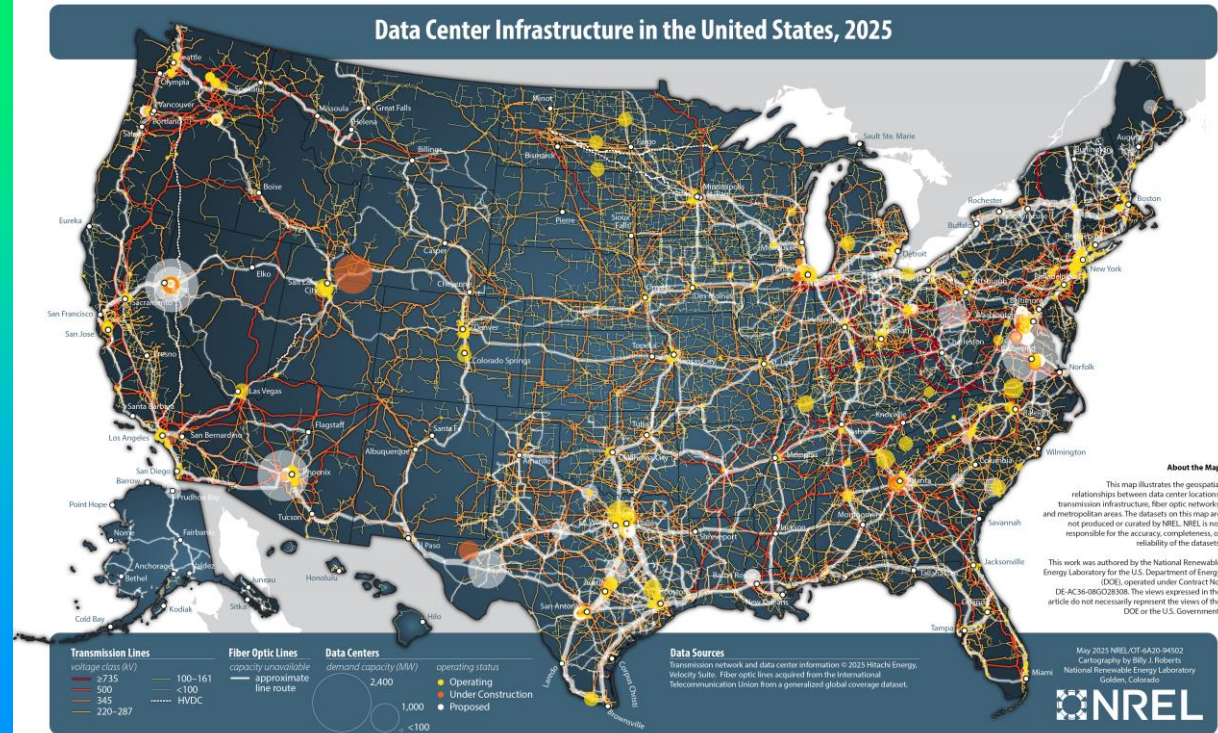 Data Center Infrastructure in the United States, 2025
Seattle
Olympia
Spokane
Vancouver
Portland
Missoula
Great Falls
Helena
Billings
Minot
Bismarck
Fargo
Sault Ste. Marie
Augusta
Boise
Pierre
Sioux
Falls
Minneapolis
Rochester
Buffalo
Boston
Eureka
Casper
Cheyenne
Detroit
New York
Elko
Salt Lake
City
Sacramento
San Francisco
San Jose
Fresno
Denver
Colorado Springs
Topeka
Kansas City
Baltimore
Washington
Charleston
Norfolk
Las Vegas
Santa Barbara
Los Angeles
San Bernardino
Flagstaff
Santa Fe
Albuquerque
Amarillo
Tulsa
Oklahoma City
Nashville
Knoxville
Raleigh
Memphis
Wilmington
Columbia
San Diego
Phoenix
Tucson
El Paso
Atlanta
Montgomery
Jackson
Shreveport
Savannah
Barrow
Prudhoe Bay
Point Hope
Nome
Fairbanks
Anchorage
Valdez
Bethel
Juneau
Sitka
Kodiak
Cold Bay
Honolulu
Hilo
Austin
San Antonio
Houston
Baton Rouge
New Orleans
Tallahassee
Jacksonville
Orlando
Tampa
Miami
Laredo
Corpus Christi
Brownsville
About the Map
This map illustrates the geospatia
relationships between data center locations
transmission infrastructure, fiber optic networks
and metropolitan areas. The datasets on this map are
not produced or curated by NREL. NREL is no
responsible for the accuracy, completeness, o
reliability of the datasets
This work was authored by the National Renewable
Energy Laboratory for the U.S. Department of Energy
(DOE), operated under Contract No
DE-AC36-08GO28308. The views expressed in the
article do not necessarily represent the views of the
DOE or the U.S. Government
Transmission Lines
voltage class (kV)
≥735
500
345
220–287
100–161
<100
HVDC
Fiber Optic Lines
capacity unavailable
approximate
line route
Data Centers
demand capacity (MW)
2,400
1,000
<100
operating status
Operating
Under Construction
Proposed
Data Sources
Transmission network and data center information © 2025 Hitachi Energy,
Velocity Suite. Fiber optic lines acquired from the International
Telecommunication Union from a generalized global coverage dataset.
May 2025 NREL/OT-6A20-94502
Cartography by Billy J. Roberts
National Renewable Energy Laboratory
Golden, Colorado
NREL